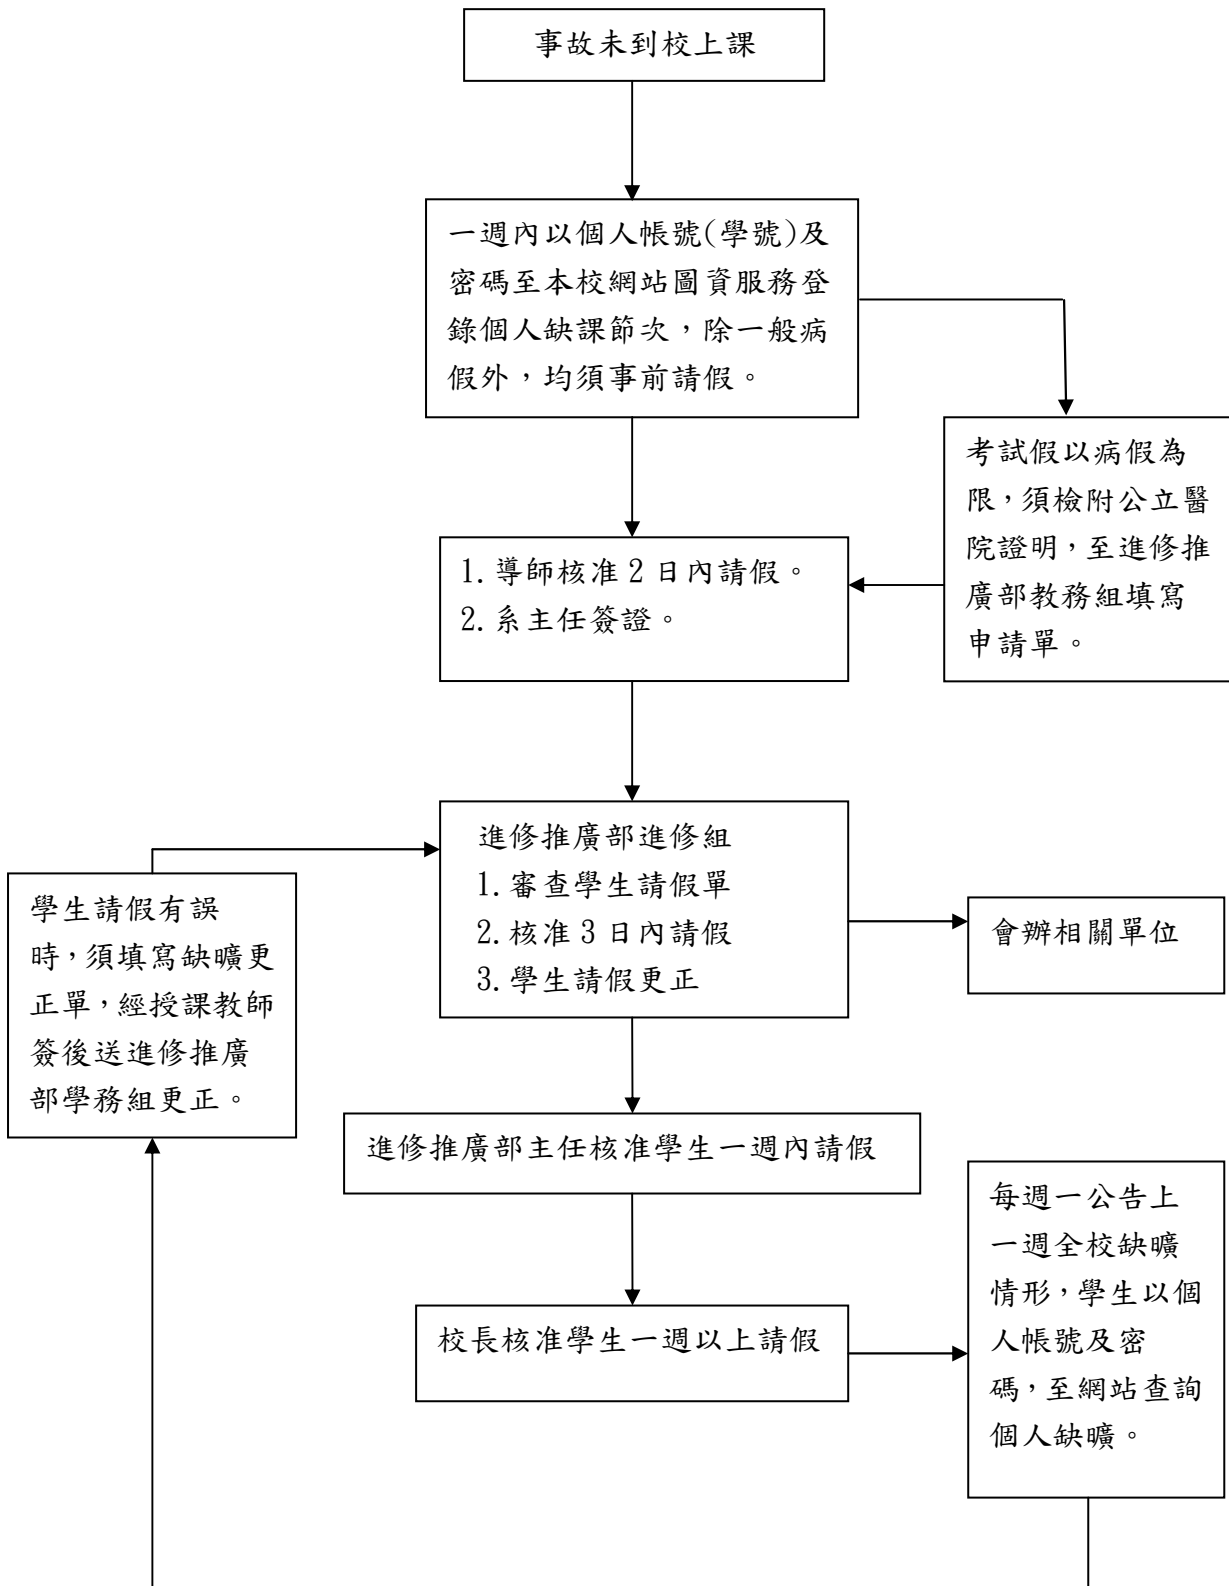 事故未到校上課
一週內以個人帳號(學號)及
密碼至本校網站圖資服務登
錄個人缺課節次，除一般病
假外，均須事前請假。
考試假以病假為
限，須檢附公立醫
院證明，至進修推
廣部教務組填寫
申請單。
1.導師核准2日內請假。
2.系主任簽證。
進修推廣部進修組
1.審查學生請假單
2.核准3日內請假
3.學生請假更正
學生請假有誤
時，須填寫缺曠更
正單，經授課教師
簽後送進修推廣
部學務組更正。
會辦相關單位
進修推廣部主任核准學生一週內請假
校長核准學生一週以上請假
每週一公告上
一週全校缺曠
情形，學生以個
人帳號及密
碼，至網站查詢
個人缺曠。